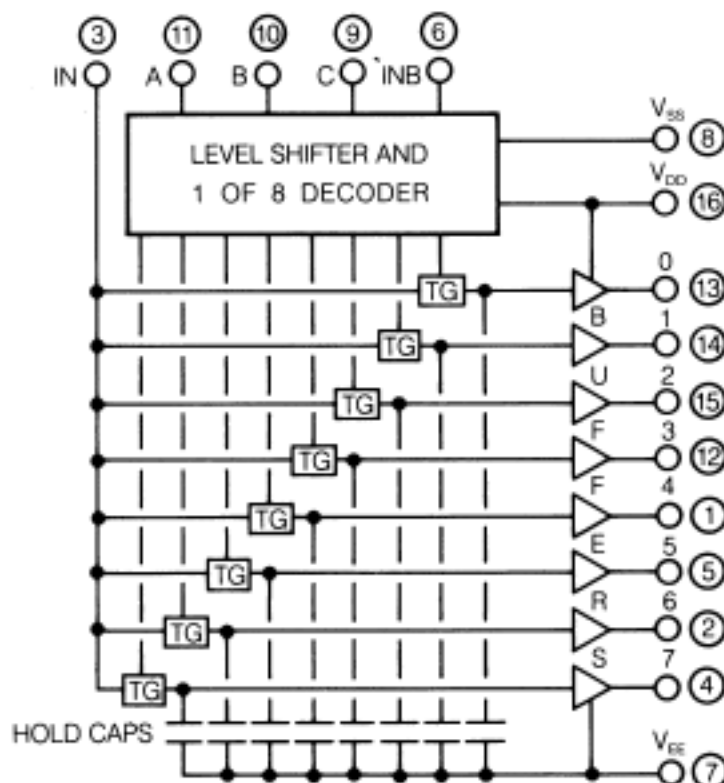 3 11 10 9 6
IN A B C INB
LEVEL SHIFTER AND
1 OF 8 DECODER
VSS 8
VDD 16
TG 0 13
TG B 1 14
TG U 2 15
TG F 3 12
TG F 4 1
TG E 5 5
TG R 6 2
TG S 7 4
HOLD CAPS
VEE 7